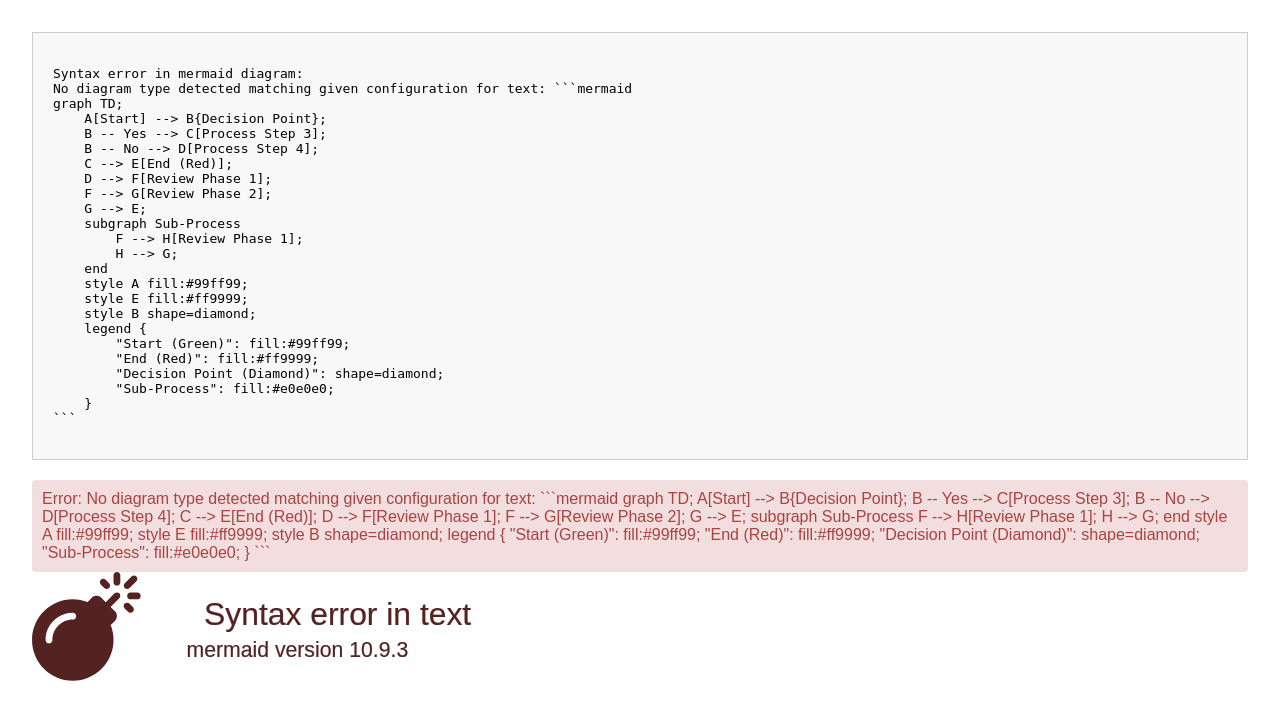 Syntax error in mermaid diagram:
No diagram type detected matching given configuration for text: ```mermaid
graph TD;
    A[Start] --> B{Decision Point};
    B -- Yes --> C[Process Step 3];
    B -- No --> D[Process Step 4];
    C --> E[End (Red)];
    D --> F[Review Phase 1];
    F --> G[Review Phase 2];
    G --> E;
    subgraph Sub-Process
        F --> H[Review Phase 1];
        H --> G;
    end
    style A fill:#99ff99;
    style E fill:#ff9999;
    style B shape=diamond;
    legend {
        "Start (Green)": fill:#99ff99;
        "End (Red)": fill:#ff9999;
        "Decision Point (Diamond)": shape=diamond;
        "Sub-Process": fill:#e0e0e0;
    }
```
Error: No diagram type detected matching given configuration for text: ```mermaid graph TD; A[Start] --> B{Decision Point}; B -- Yes --> C[Process Step 3]; B -- No -->
D[Process Step 4]; C --> E[End (Red)]; D --> F[Review Phase 1]; F --> G[Review Phase 2]; G --> E; subgraph Sub-Process F --> H[Review Phase 1]; H --> G; end style
A fill:#99ff99; style E fill:#ff9999; style B shape=diamond; legend { "Start (Green)": fill:#99ff99; "End (Red)": fill:#ff9999; "Decision Point (Diamond)": shape=diamond;
"Sub-Process": fill:#e0e0e0; } ```
Syntax error in text
mermaid version 10.9.3